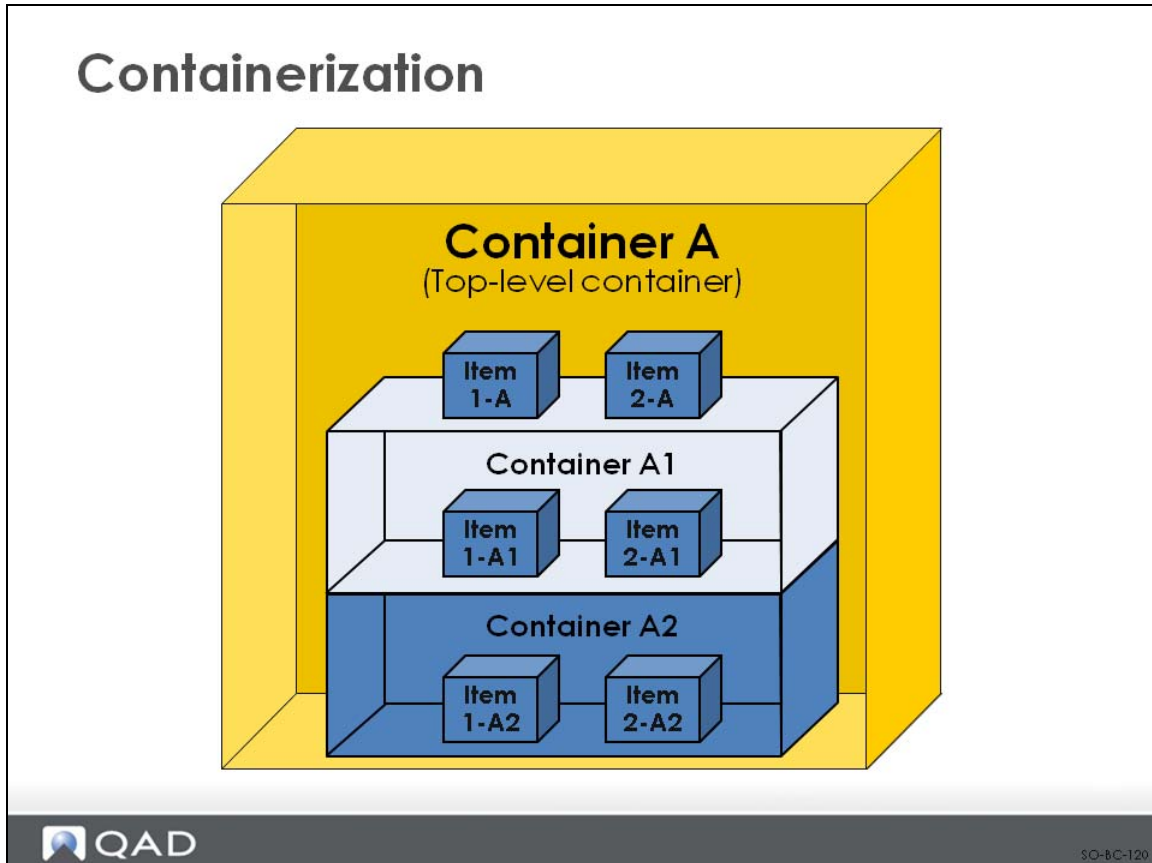 Containerization
Container A
(Top-level container)
Item
1-A
Item
2-A
Container A1
Item
1-A1
Item
2-A1
Container A2
Item
1-A2
Item
2-A2
QAD
SO-BC-120